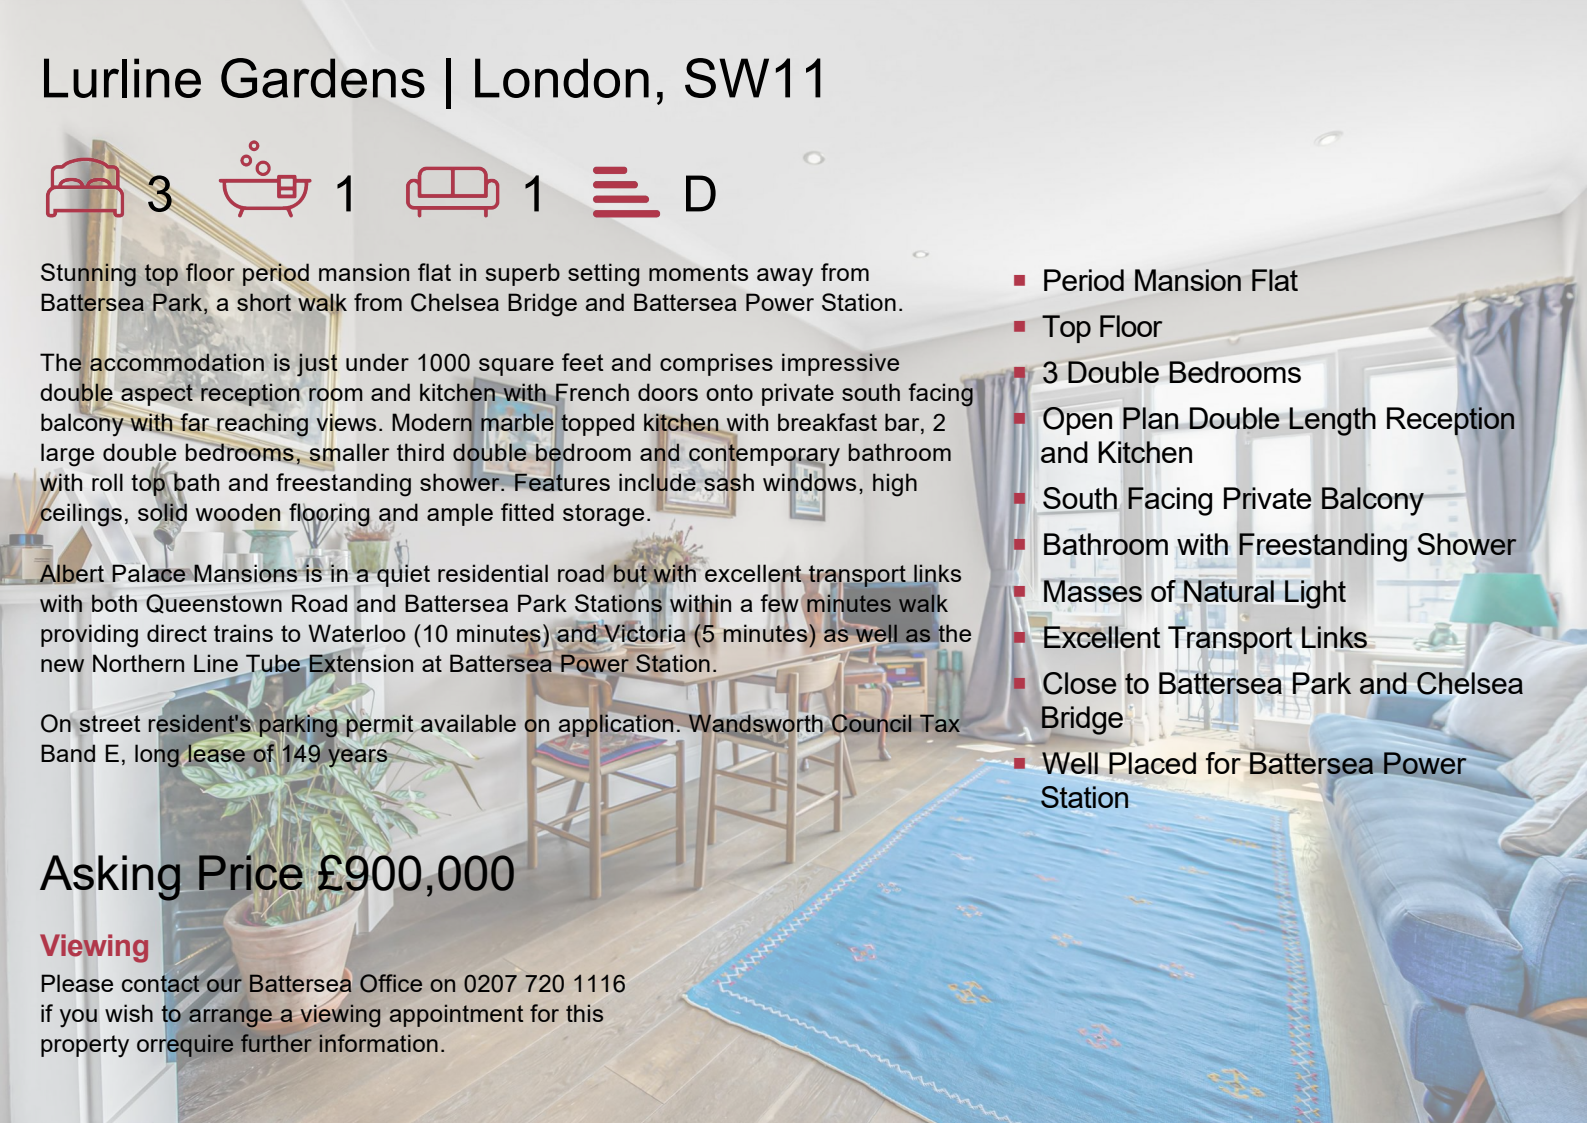 Lurline Gardens | London, SW11
3 1 1 D
Stunning top floor period mansion flat in superb setting moments away from
Battersea Park, a short walk from Chelsea Bridge and Battersea Power Station.
The accommodation is just under 1000 square feet and comprises impressive
double aspect reception room and kitchen with French doors onto private south facing
balcony with far reaching views. Modern marble topped kitchen with breakfast bar, 2
large double bedrooms, smaller third double bedroom and contemporary bathroom
with roll top bath and freestanding shower. Features include sash windows, high
ceilings, solid wooden flooring and ample fitted storage.
Albert Palace Mansions is in a quiet residential road but with excellent transport links
with both Queenstown Road and Battersea Park Stations within a few minutes walk
providing direct trains to Waterloo (10 minutes) and Victoria (5 minutes) as well as the
new Northern Line Tube Extension at Battersea Power Station.
On street resident's parking permit available on application. Wandsworth Council Tax
Band E, long lease of 149 years
Period Mansion Flat
Top Floor
3 Double Bedrooms
Open Plan Double Length Reception
and Kitchen
South Facing Private Balcony
Bathroom with Freestanding Shower
Masses of Natural Light
Excellent Transport Links
Close to Battersea Park and Chelsea
Bridge
Well Placed for Battersea Power
Station
Asking Price £900,000
Viewing
Please contact our Battersea Office on 0207 720 1116
if you wish to arrange a viewing appointment for this
property orrequire further information.